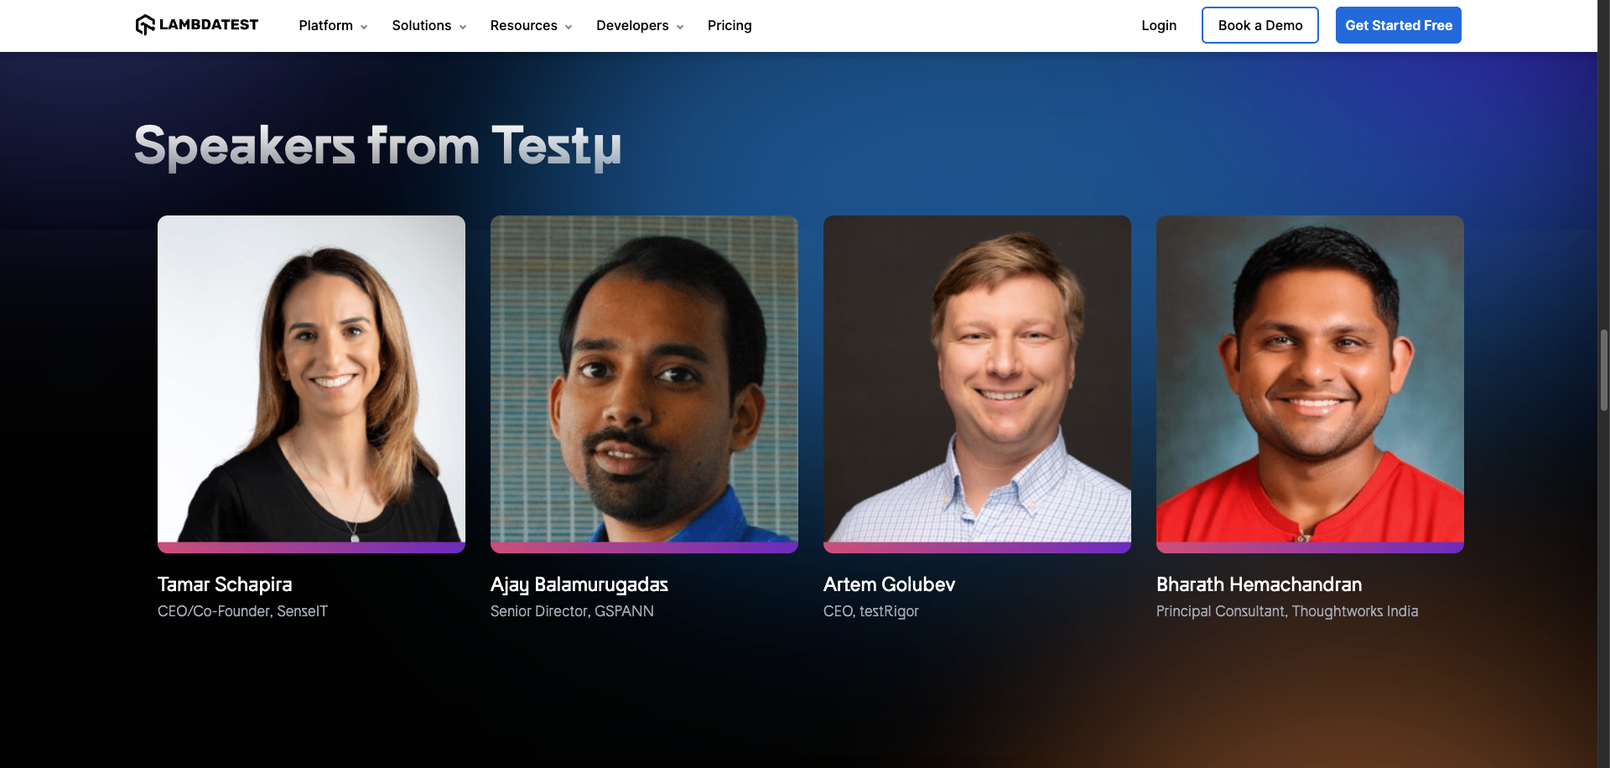 LAMBDATEST
Platform
Solutions
Resources
Developers
Pricing
Login
Book a Demo
Get Started Free
Speakers from Testμ
Tamar Schapira
CEO/Co-Founder, SenseIT
Ajay Balamurugadas
Senior Director, GSPANN
Artem Golubev
CEO, testRigor
Bharath Hemachandran
Principal Consultant, Thoughtworks India